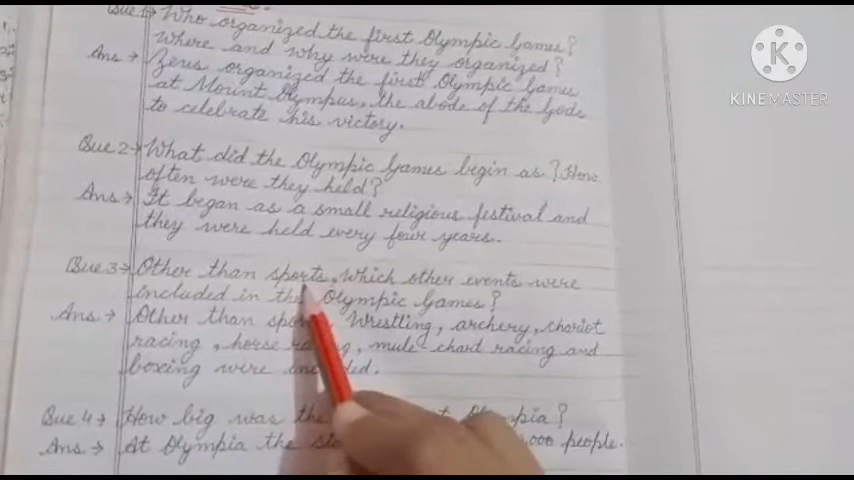 Que 1→ Who organized the first Olympic Games?
where and why were they organized?
Ans → Zeus organized the first Olympic Games
at Mount Olympus, the abode of the Gods
to celebrate his victory.
Que 2→ What did the Olympic Games begin as? How
often were they held?
Ans → It began as a small religious festival and
they were held every four years.
Que 3→ Other than sports, which other events were
included in the Olympic Games?
Ans → Other than Wrestling, archery, chariot
racing, horse mule-chart racing and
boxing were included.
Que 4→ How big was the Olympia?
Ans → At Olympia the people.
K
KINEMASTER